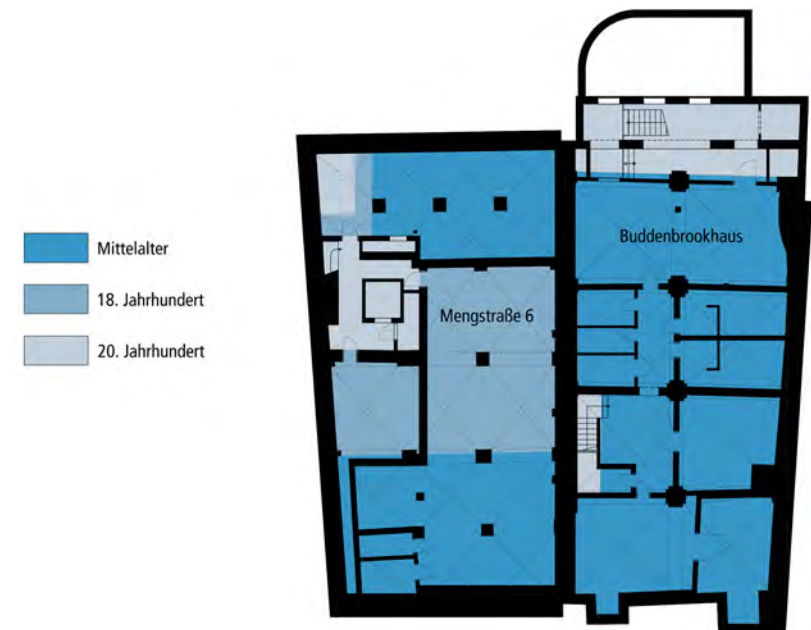 Mittelalter
18. Jahrhundert
20. Jahrhundert
Buddenbrookhaus
Mengstraße 6